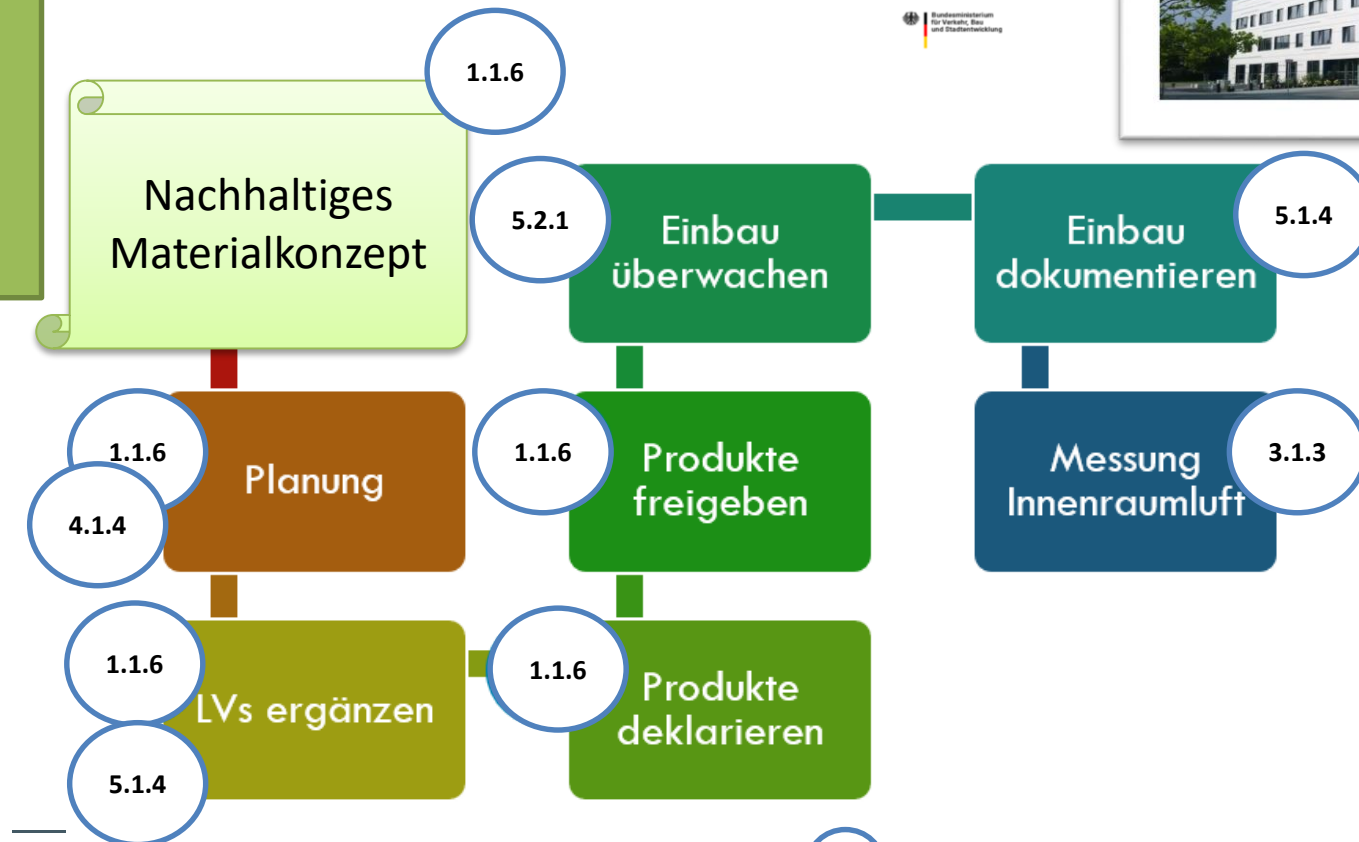 Bundesministerium
für Verkehr, Bau
und Stadtentwicklung
1.1.6
Nachhaltiges
Materialkonzept
1.1.6
4.1.4
Planung
1.1.6
5.1.4
LVs ergänzen
1.1.6
Produkte
deklarieren
1.1.6
Produkte
freigeben
5.2.1
Einbau
überwachen
5.1.4
Einbau
dokumentieren
3.1.3
Messung
Innenraumluft